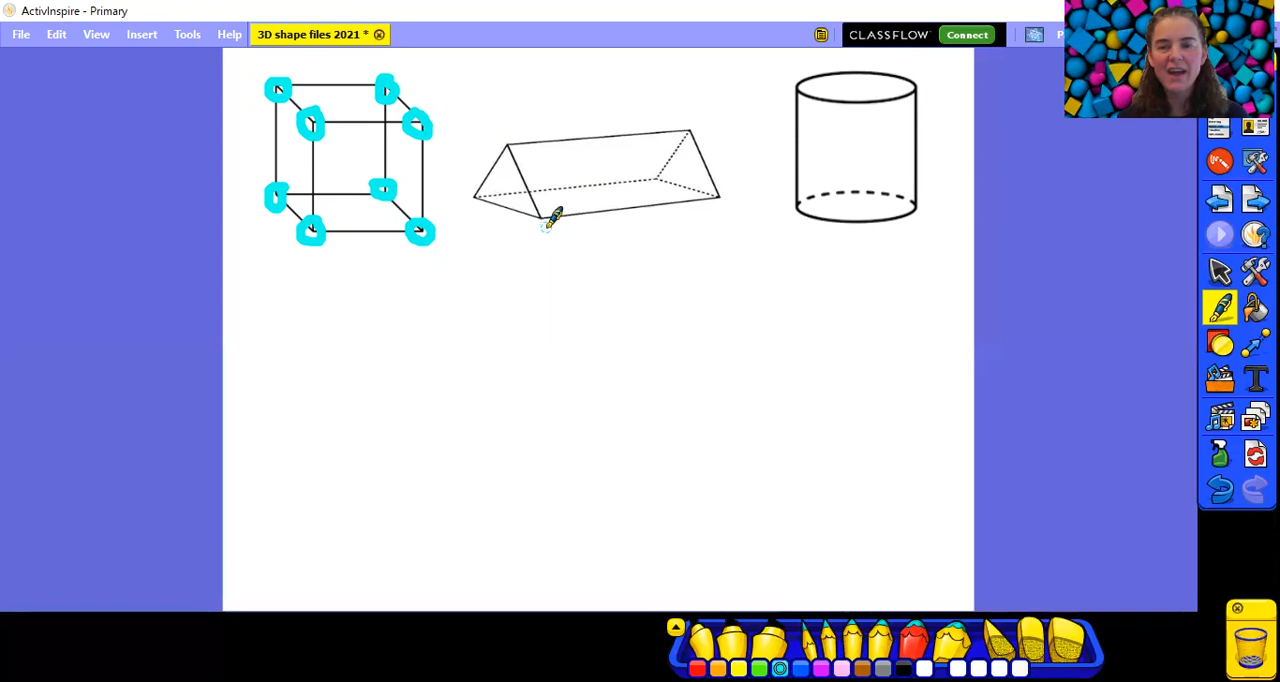 ActivInspire - Primary
File Edit View Insert Tools Help 3D shape files 2021 * CLASSFLOW Connect